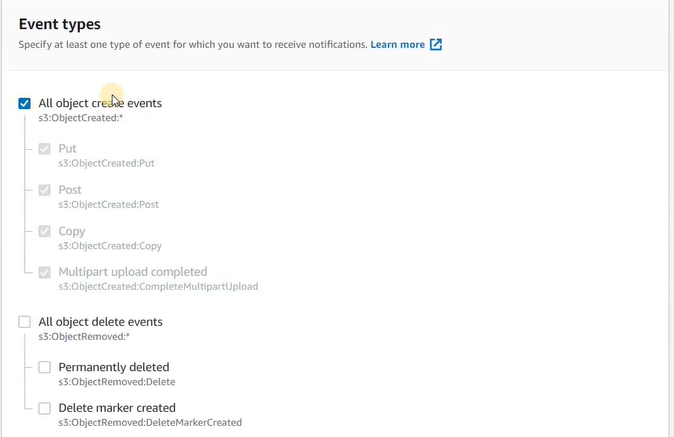 Event types
Specify at least one type of event for which you want to receive notifications. Learn more
All object create events
s3:ObjectCreated:*
Put
s3:ObjectCreated:Put
Post
s3:ObjectCreated:Post
Copy
s3:ObjectCreated:Copy
Multipart upload completed
s3:ObjectCreated:CompleteMultipartUpload
All object delete events
s3:ObjectRemoved:*
Permanently deleted
s3:ObjectRemoved:Delete
Delete marker created
s3:ObjectRemoved:DeleteMarkerCreated